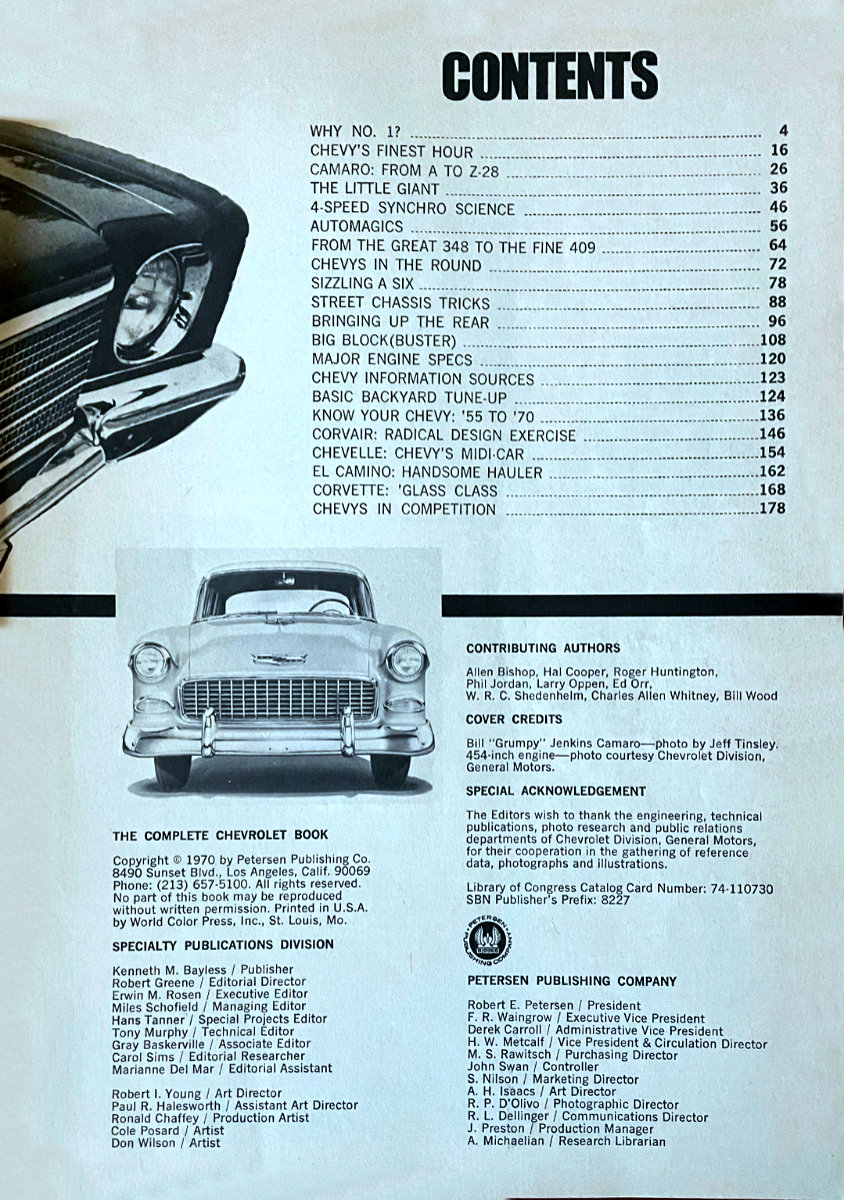 CONTENTS
WHY NO. 1? 4
CHEVY'S FINEST HOUR 16
CAMARO: FROM A TO Z-28 26
THE LITTLE GIANT 36
4-SPEED SYNCHRO SCIENCE 46
AUTOMAGICS 56
FROM THE GREAT 348 TO THE FINE 409 64
CHEVYS IN THE ROUND 72
SIZZLING A SIX 78
STREET CHASSIS TRICKS 88
BRINGING UP THE REAR 96
BIG BLOCK(BUSTER) 108
MAJOR ENGINE SPECS 120
CHEVY INFORMATION SOURCES 123
BASIC BACKYARD TUNE-UP 124
KNOW YOUR CHEVY: '55 TO '70 136
CORVAIR: RADICAL DESIGN EXERCISE 146
CHEVELLE: CHEVY'S MIDI-CAR 154
EL CAMINO: HANDSOME HAULER 162
CORVETTE: 'GLASS CLASS 168
CHEVYS IN COMPETITION 178
THE COMPLETE CHEVROLET BOOK
Copyright © 1970 by Petersen Publishing Co.
8490 Sunset Blvd., Los Angeles, Calif. 90069
Phone: (213) 657-5100. All rights reserved.
No part of this book may be reproduced
without written permission. Printed in U.S.A.
by World Color Press, Inc., St. Louis, Mo.
SPECIALTY PUBLICATIONS DIVISION
Kenneth M. Bayless / Publisher
Robert Greene / Editorial Director
Erwin M. Rosen / Executive Editor
Miles Schofield / Managing Editor
Hans Tanner / Special Projects Editor
Tony Murphy / Technical Editor
Gray Baskerville / Associate Editor
Carol Sims / Editorial Researcher
Marianne Del Mar / Editorial Assistant
Robert I. Young / Art Director
Paul R. Halesworth / Assistant Art Director
Ronald Chaffey / Production Artist
Cole Posard / Artist
Don Wilson / Artist
CONTRIBUTING AUTHORS
Allen Bishop, Hal Cooper, Roger Huntington,
Phil Jordan, Larry Oppen, Ed Orr,
W. R. C. Shedenhelm, Charles Allen Whitney, Bill Wood
COVER CREDITS
Bill "Grumpy" Jenkins Camaro—photo by Jeff Tinsley.
454-inch engine—photo courtesy Chevrolet Division,
General Motors.
SPECIAL ACKNOWLEDGEMENT
The Editors wish to thank the engineering, technical
publications, photo research and public relations
departments of Chevrolet Division, General Motors,
for their cooperation in the gathering of reference
data, photographs and illustrations.
Library of Congress Catalog Card Number: 74-110730
SBN Publisher's Prefix: 8227
PETERSEN PUBLISHING COMPANY
PETERSEN PUBLISHING COMPANY
Robert E. Petersen / President
F. R. Waingrow / Executive Vice President
Derek Carroll / Administrative Vice President
H. W. Metcalf / Vice President & Circulation Director
M. S. Rawitsch / Purchasing Director
John Swan / Controller
S. Nilson / Marketing Director
A. H. Isaacs / Art Director
R. P. D'Olivo / Photographic Director
R. L. Dellinger / Communications Director
J. Preston / Production Manager
A. Michaelian / Research Librarian